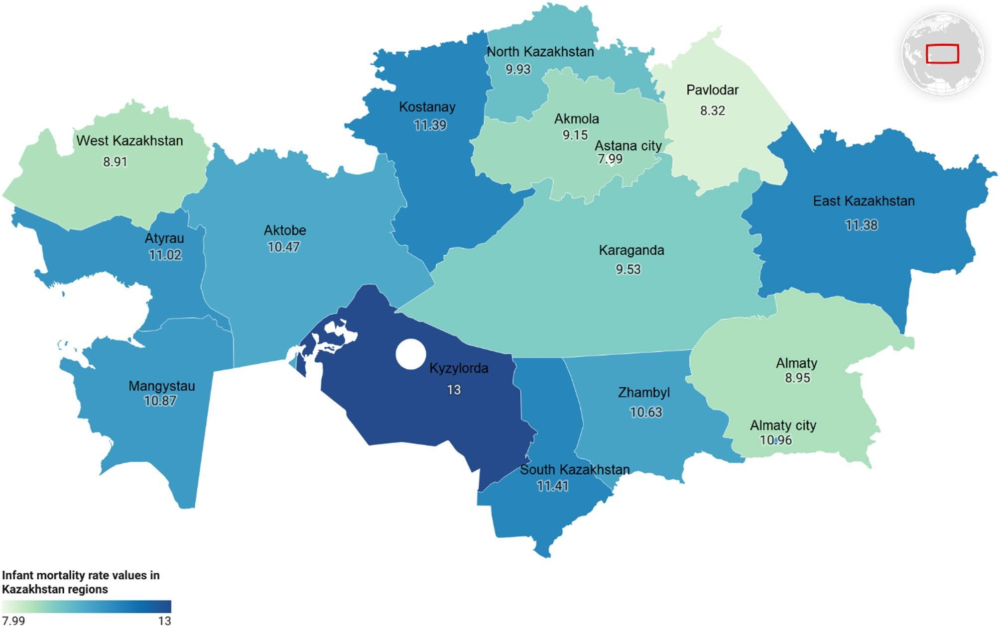 North Kazakhstan
9.93
Pavlodar
8.32
Kostanay
11.39
Akmola
9.15
Astana city
7.99
West Kazakhstan
8.91
East Kazakhstan
11.38
Atyrau
11.02
Aktobe
10.47
Karaganda
9.53
Almaty
8.95
Kyzylorda
13
Mangystau
10.87
Zhambyl
10.63
Almaty city
10.96
South Kazakhstan
11.41
Infant mortality rate values in
Kazakhstan regions
7.99
13